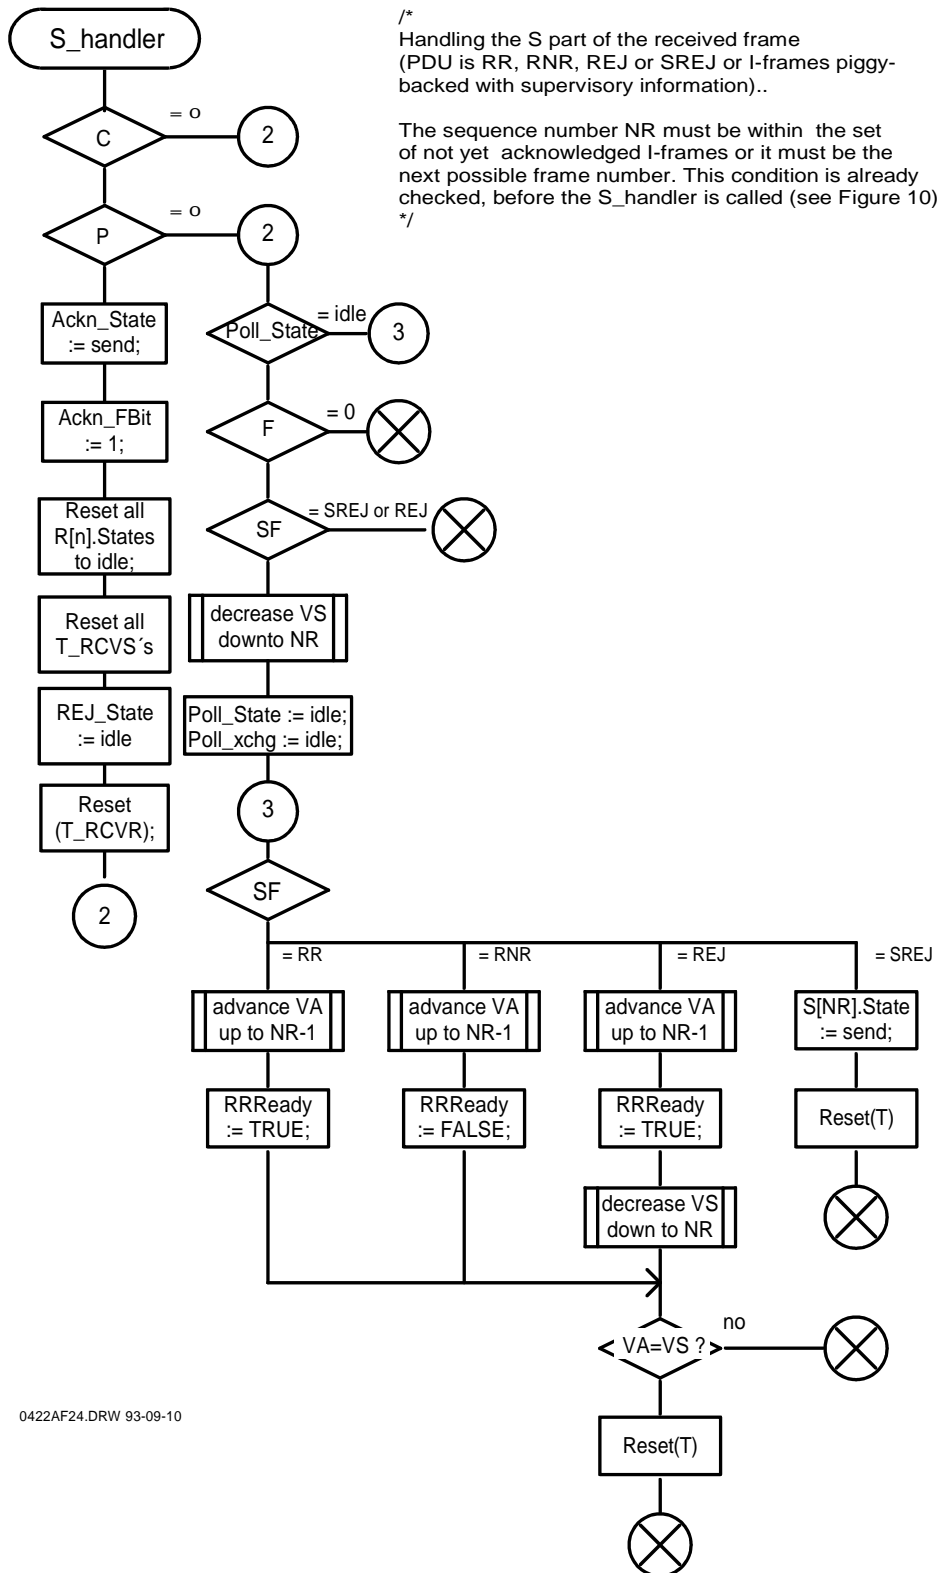 S_handler
/*
Handling the S part of the received frame
(PDU is RR, RNR, REJ or SREJ or I-frames piggy-
backed with supervisory information)..
The sequence number NR must be within the set
of not yet acknowledged I-frames or it must be the
next possible frame number. This condition is already
checked, before the S_handler is called (see Figure 10)
*/
C
= 0
2
P
= 0
2
Ackn_State
:= send;
Ackn_FBit
:= 1;
Reset all
R[n].States
to idle;
Reset all
T_RCVS´s
REJ_State
:= idle
Reset
(T_RCVR);
2
Poll_State
= idle
3
F
= 0
SF
= SREJ or REJ
decrease VS
downto NR
Poll_State := idle;
Poll_xchg := idle;
3
SF
= RR
= RNR
= REJ
= SREJ
advance VA
up to NR-1
advance VA
up to NR-1
advance VA
up to NR-1
S[NR].State
:= send;
RRReady
:= TRUE;
RRReady
:= FALSE;
RRReady
:= TRUE;
Reset(T)
decrease VS
down to NR
VA=VS ?
no
Reset(T)
0422AF24.DRW 93-09-10